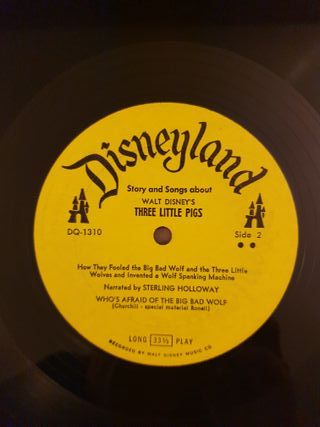 Disneyland
Story and Songs about
WALT DISNEY'S
THREE LITTLE PIGS
DQ-1310
Side 2
How They Fooled the Big Bad Wolf and the Three Little
Wolves and Invented a Wolf Spanking Machine
Narrated by STERLING HOLLOWAY
WHO'S AFRAID OF THE BIG BAD WOLF
(Churchill - special material Ronell)
LONG 33⅓ PLAY
RECORDED BY WALT DISNEY MUSIC CO